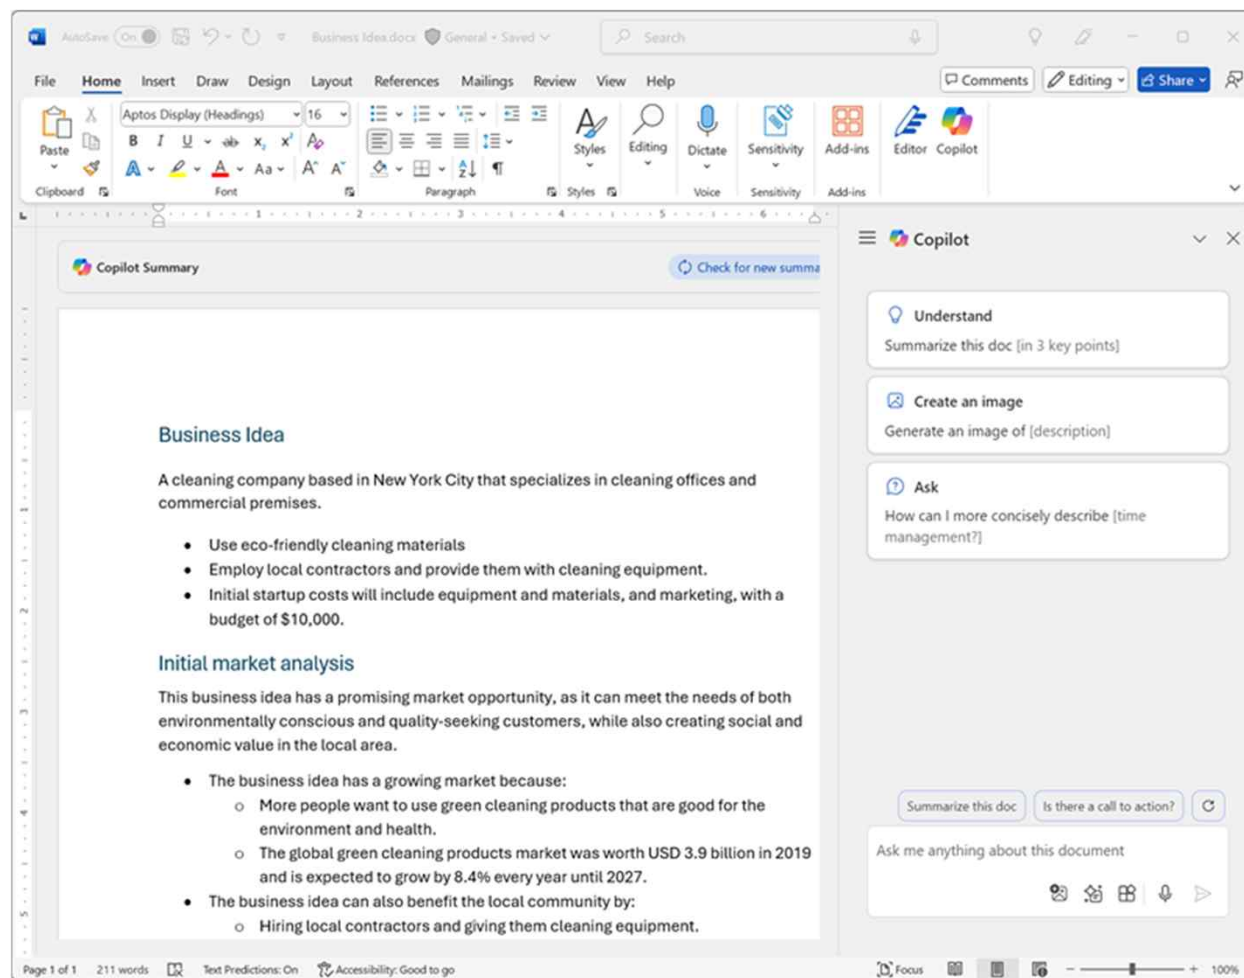 AutoSave On Business Idea.docx General • Saved Search
File Home Insert Draw Design Layout References Mailings Review View Help Comments Editing Share
Aptos Display (Headings) 16
Paste Styles Editing Dictate Sensitivity Add-ins Editor Copilot
Clipboard Font Paragraph Styles Voice Sensitivity Add-ins
1 2 3 4 5 6
Copilot
Copilot Summary Check for new summa
Understand
Summarize this doc [in 3 key points]
Create an image
Generate an image of [description]
Ask
How can I more concisely describe [time
management?]
Business Idea
A cleaning company based in New York City that specializes in cleaning offices and
commercial premises.
• Use eco-friendly cleaning materials
• Employ local contractors and provide them with cleaning equipment.
• Initial startup costs will include equipment and materials, and marketing, with a
budget of $10,000.
Initial market analysis
This business idea has a promising market opportunity, as it can meet the needs of both
environmentally conscious and quality-seeking customers, while also creating social and
economic value in the local area.
• The business idea has a growing market because:
o More people want to use green cleaning products that are good for the
environment and health.
o The global green cleaning products market was worth USD 3.9 billion in 2019
and is expected to grow by 8.4% every year until 2027.
• The business idea can also benefit the local community by:
o Hiring local contractors and giving them cleaning equipment.
Summarize this doc Is there a call to action?
Ask me anything about this document
Page 1 of 1 211 words Text Predictions: On Accessibility: Good to go Focus 100%